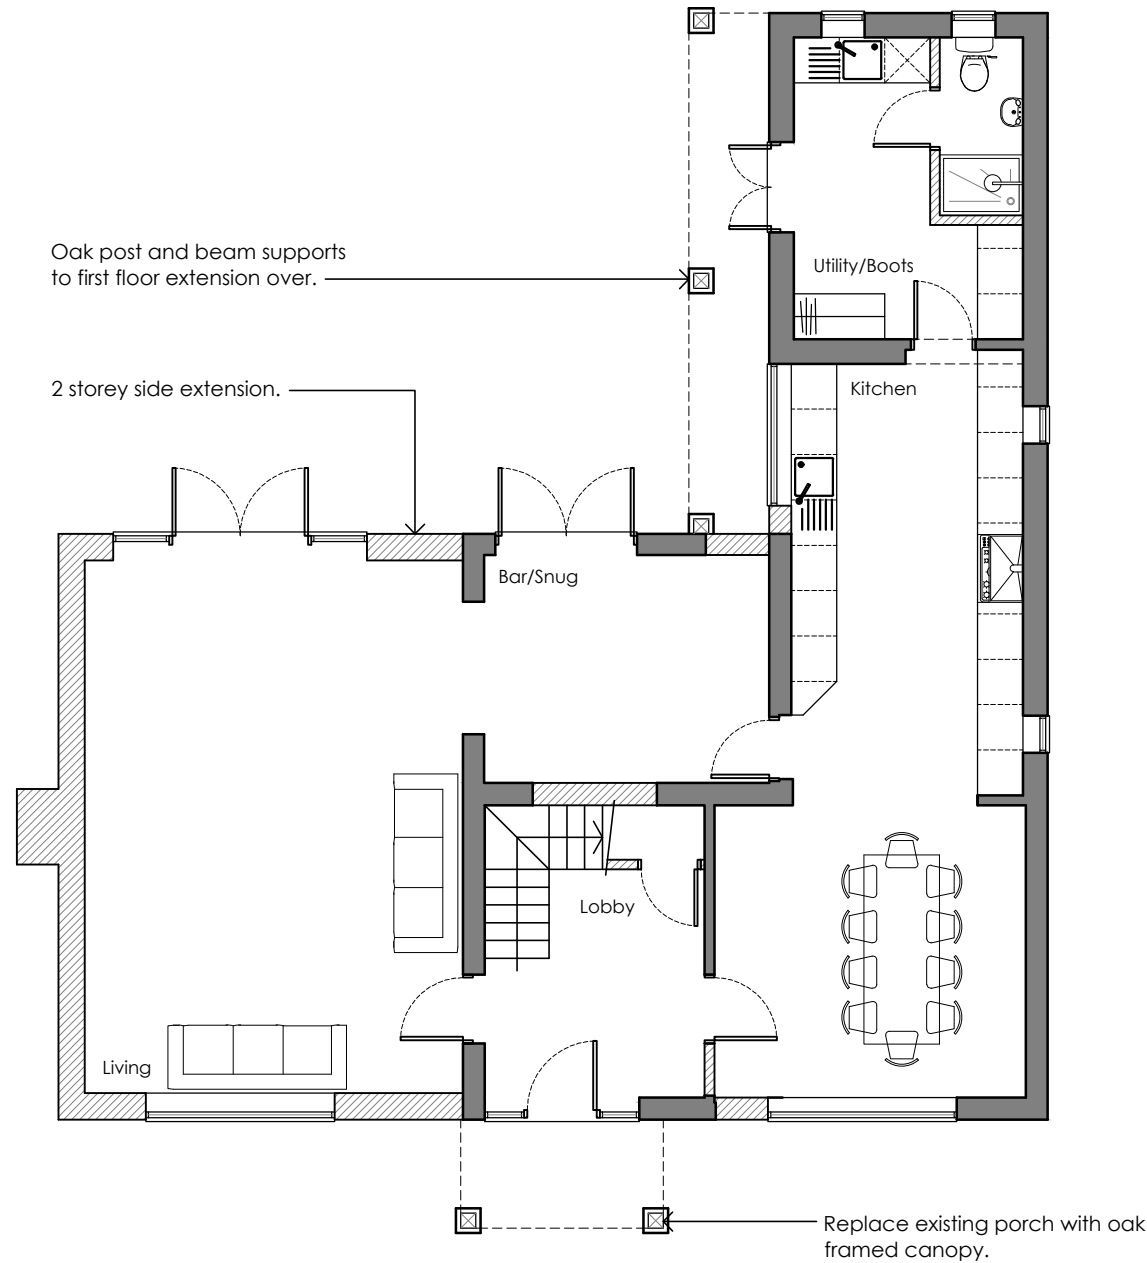 Oak post and beam supports
to first floor extension over.
Utility/Boots
2 storey side extension.
Kitchen
Bar/Snug
Lobby
Living
Replace existing porch with oak
framed canopy.